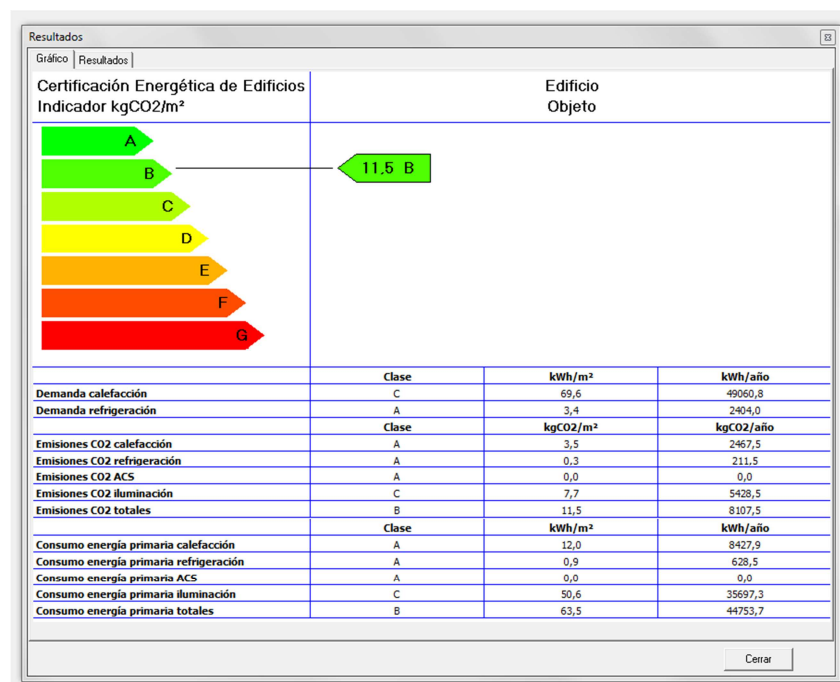 Resultados
Gráfico Resultados
Certificación Energética de Edificios Edificio
Indicador kgCO2/m² Objeto
A
B 11,5 B
C
D
E
F
G
Clase kWh/m² kWh/año
Demanda calefacción C 69,6 49060,8
Demanda refrigeración A 3,4 2404,0
Clase kgCO2/m² kgCO2/año
Emisiones CO2 calefacción A 3,5 2467,5
Emisiones CO2 refrigeración A 0,3 211,5
Emisiones CO2 ACS A 0,0 0,0
Emisiones CO2 iluminación C 7,7 5428,5
Emisiones CO2 totales B 11,5 8107,5
Clase kWh/m² kWh/año
Consumo energía primaria calefacción A 12,0 8427,9
Consumo energía primaria refrigeración A 0,9 628,5
Consumo energía primaria ACS A 0,0 0,0
Consumo energía primaria iluminación C 50,6 35697,3
Consumo energía primaria totales B 63,5 44753,7
Cerrar